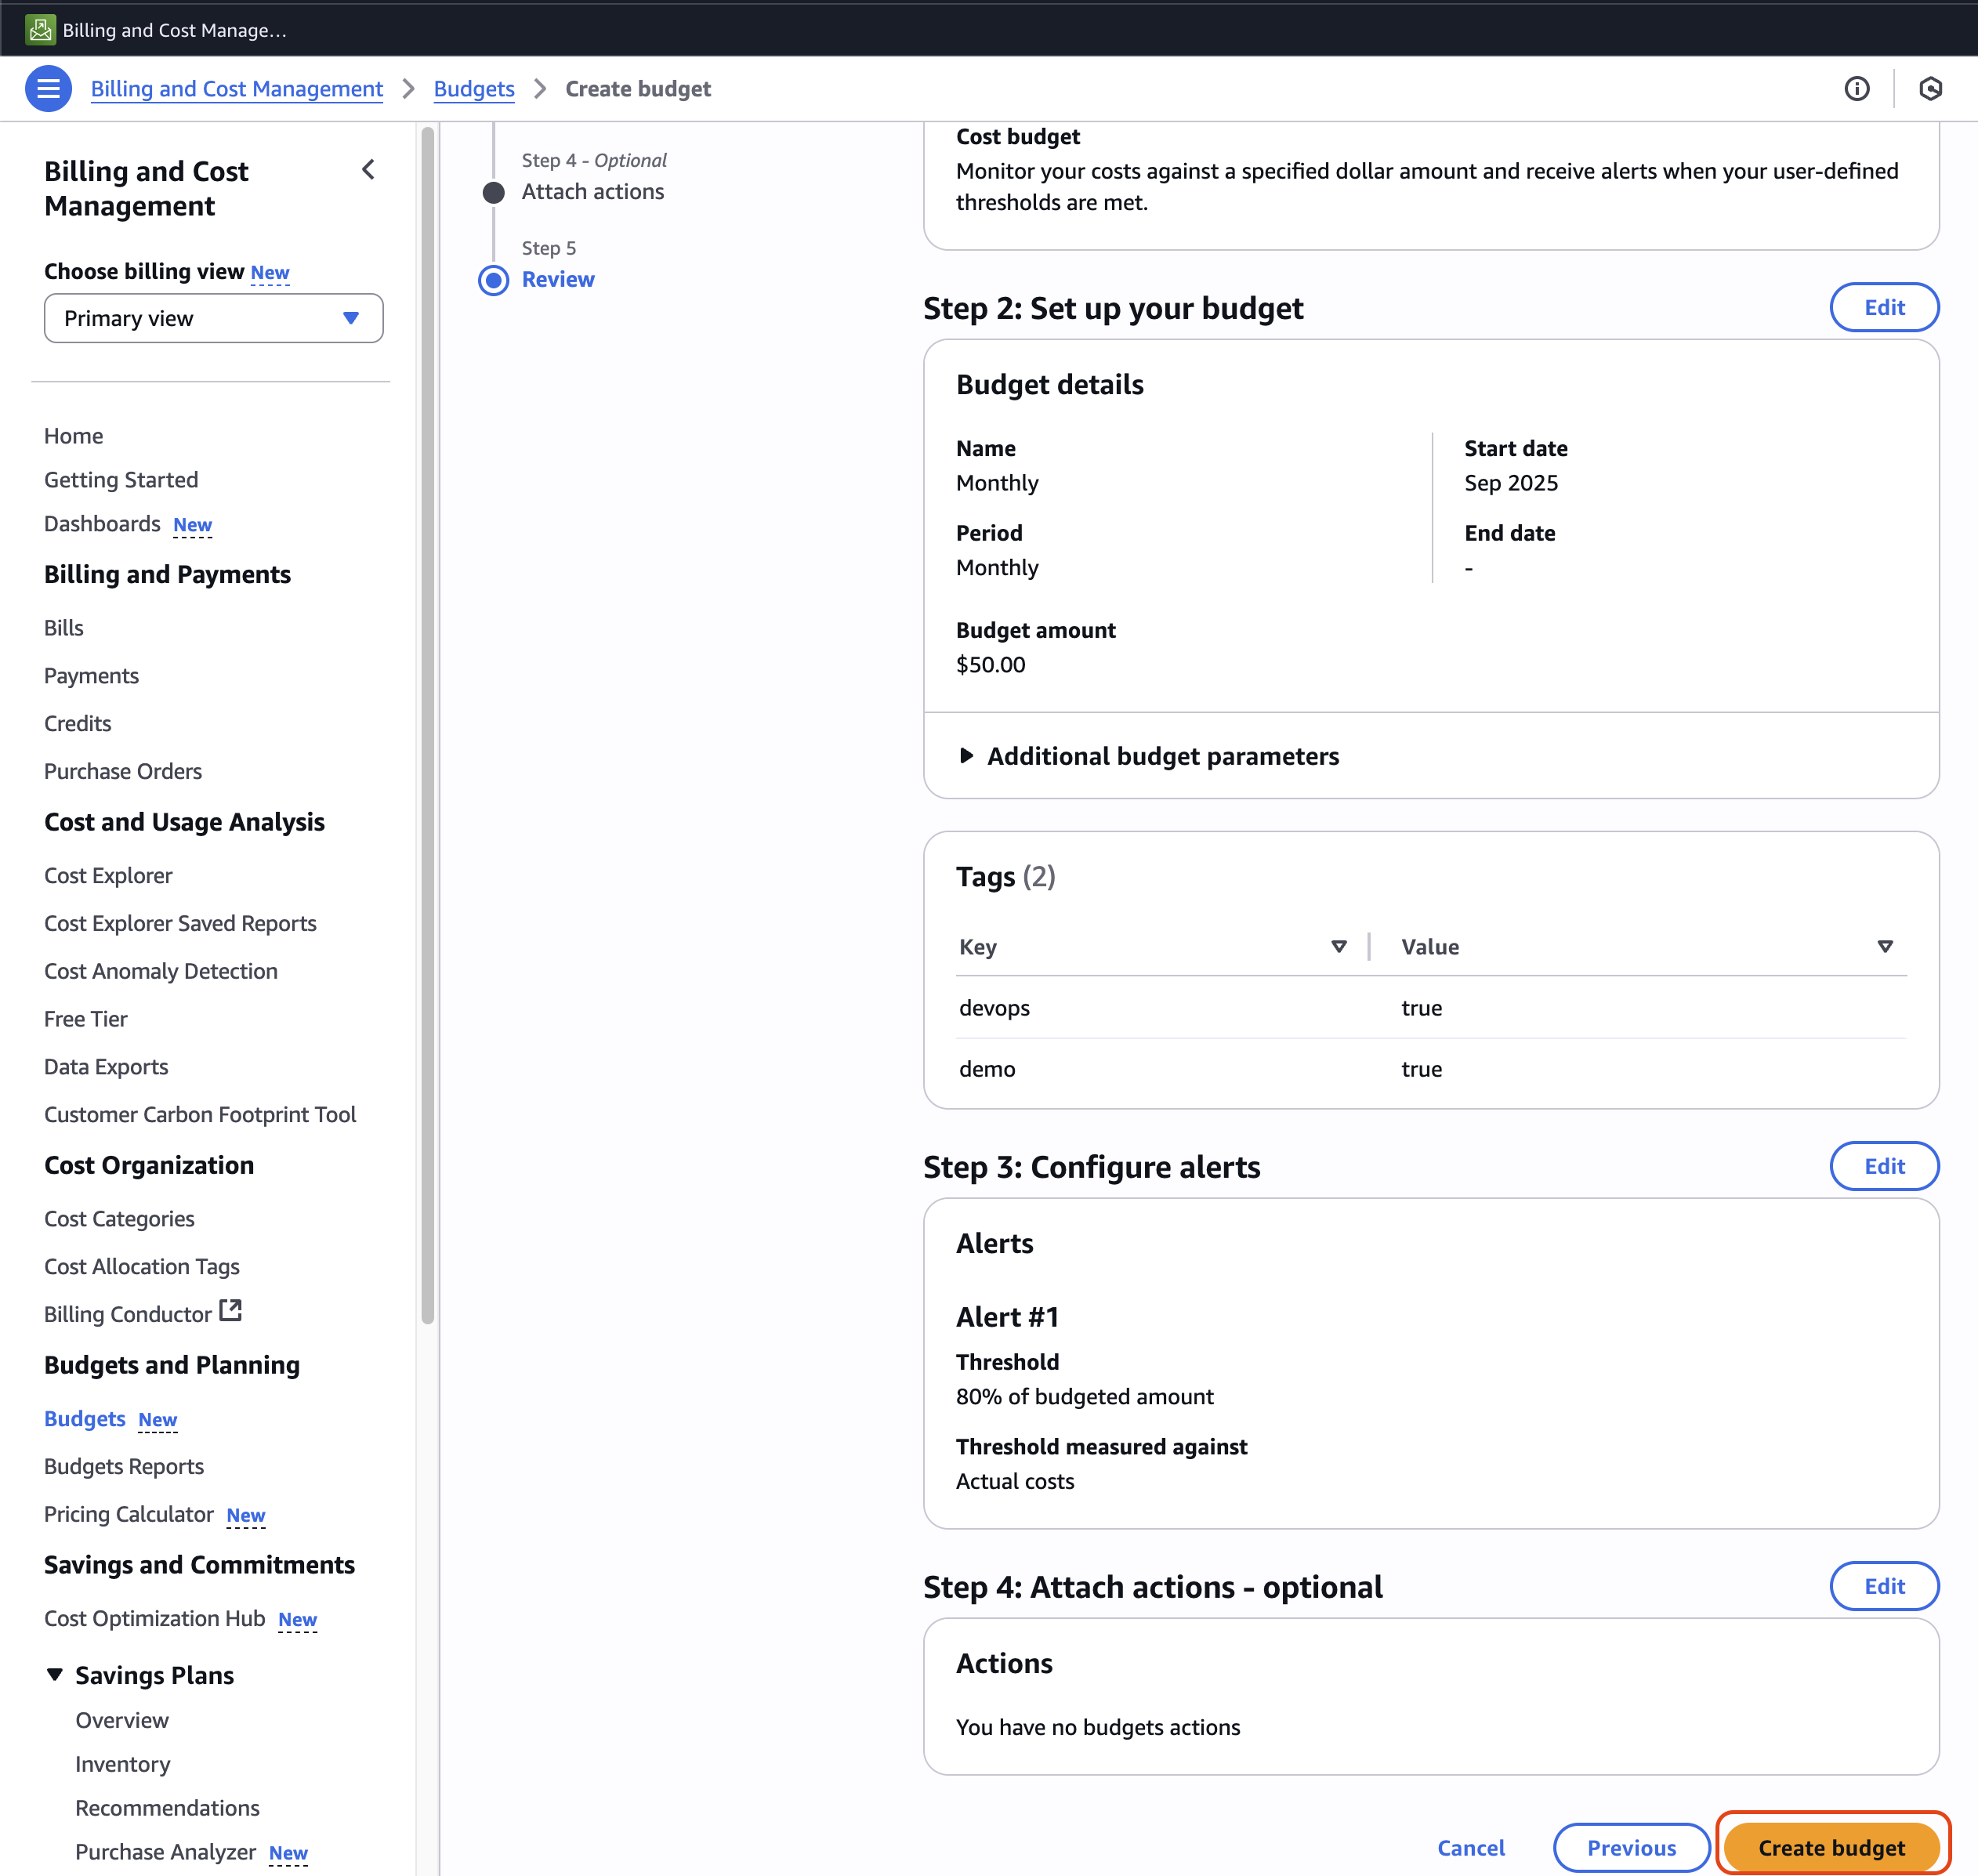 Billing and Cost Manage...
Billing and Cost Management
Budgets
Create budget
Billing and Cost
Management
Choose billing view New
Primary view
Home
Getting Started
Dashboards New
Billing and Payments
Bills
Payments
Credits
Purchase Orders
Cost and Usage Analysis
Cost Explorer
Cost Explorer Saved Reports
Cost Anomaly Detection
Free Tier
Data Exports
Customer Carbon Footprint Tool
Cost Organization
Cost Categories
Cost Allocation Tags
Billing Conductor
Budgets and Planning
Budgets New
Budgets Reports
Pricing Calculator New
Savings and Commitments
Cost Optimization Hub New
Savings Plans
Overview
Inventory
Recommendations
Purchase Analyzer New
Step 4 - Optional
Attach actions
Step 5
Review
Cost budget
Monitor your costs against a specified dollar amount and receive alerts when your user-defined
thresholds are met.
Step 2: Set up your budget
Edit
Budget details
Name
Monthly
Period
Monthly
Budget amount
$50.00
Start date
Sep 2025
End date
-
Additional budget parameters
Tags (2)
Key Value
devops true
demo true
Step 3: Configure alerts
Edit
Alerts
Alert #1
Threshold
80% of budgeted amount
Threshold measured against
Actual costs
Step 4: Attach actions - optional
Edit
Actions
You have no budgets actions
Cancel
Previous
Create budget